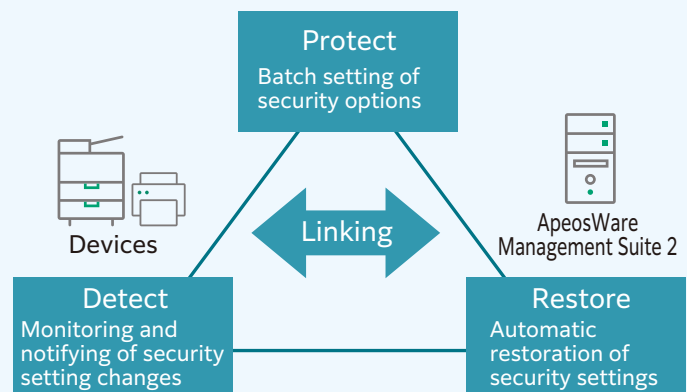 Protect
Batch setting of
security options
Devices
Linking
ApeosWare
Management Suite 2
Detect
Monitoring and
notifying of security
setting changes
Restore
Automatic
restoration of
security settings